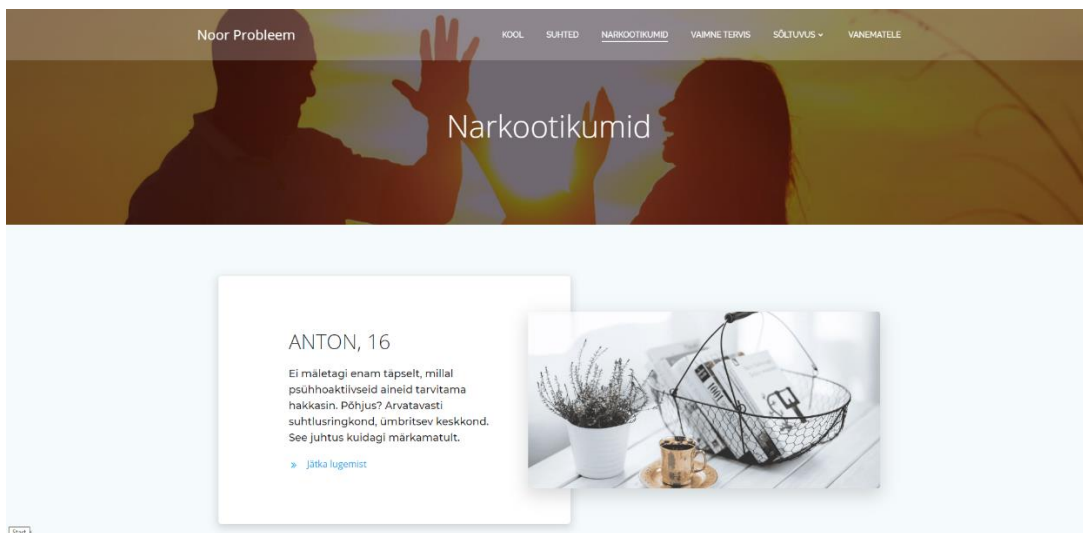 Noor Probleem
KOOL SUHTED NARKOOTIKUMID VAIMNE TERVIS SÕLTUVUS VANEMATELE
Narkootikumid
ANTON, 16
Ei mäletagi enam täpselt, millal
psühhoaktiivseid aineid tarvitama
hakkasin. Põhjus? Arvatavasti
suhtlusringkond, ümbritsev keskkond.
See juhtus kuidagi märkamatult.
» Jätka lugemist
Start